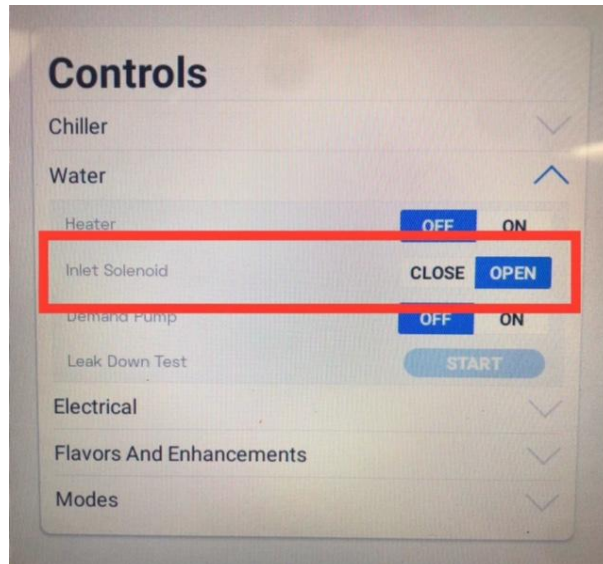 Controls
Chiller
Water
Heater OFF ON
Inlet Solenoid CLOSE OPEN
Demand Pump OFF ON
Leak Down Test START
Electrical
Flavors And Enhancements
Modes